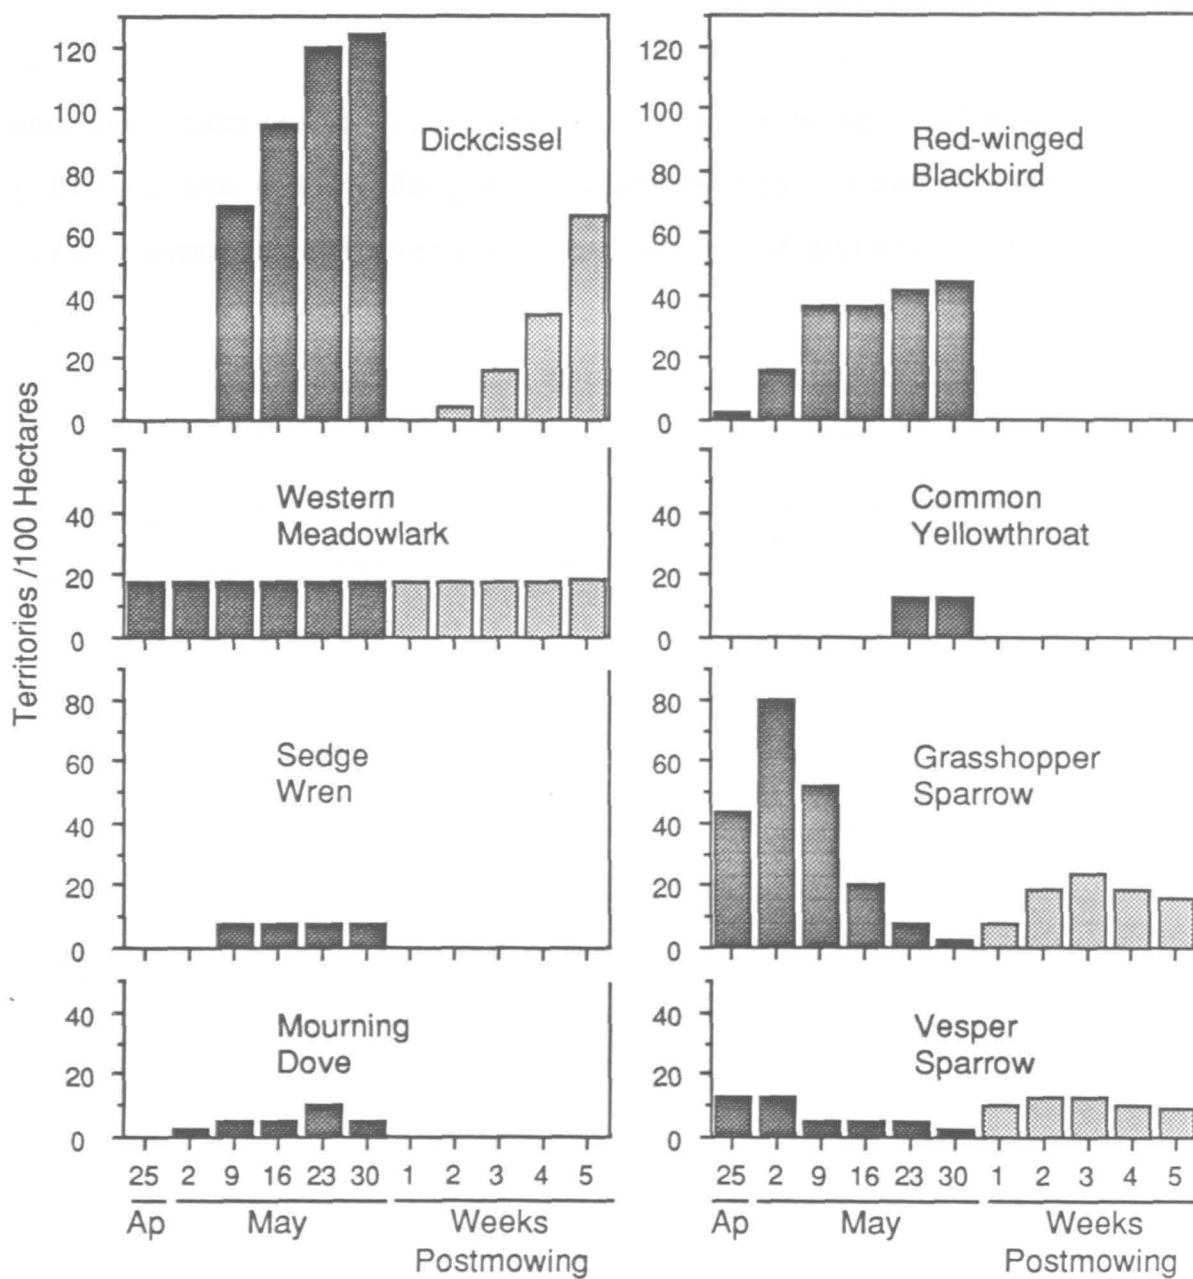 Territories /100 Hectares
120
100
80
60
40
20
0
Dickcissel
120
100
80
60
40
20
0
Red-winged
Blackbird
40
20
0
Western
Meadowlark
40
20
0
Common
Yellowthroat
80
60
40
20
0
Sedge
Wren
80
60
40
20
0
Grasshopper
Sparrow
40
20
0
Mourning
Dove
40
20
0
Vesper
Sparrow
25 2 9 16 23 30 1 2 3 4 5
Ap May Weeks
Postmowing
25 2 9 16 23 30 1 2 3 4 5
Ap May Weeks
Postmowing